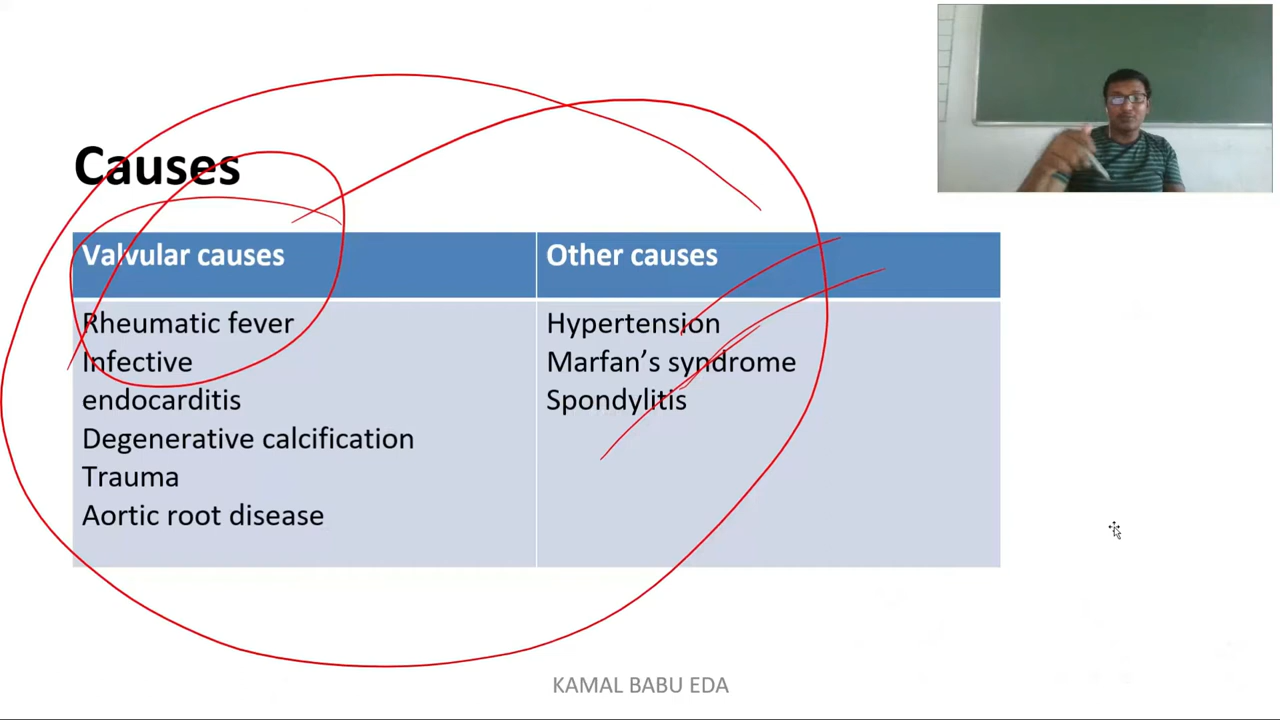 Causes
Valvular causes
Other causes
Rheumatic fever
Infective
endocarditis
Degenerative calcification
Trauma
Aortic root disease
Hypertension
Marfan’s syndrome
Spondylitis
KAMAL BABU EDA